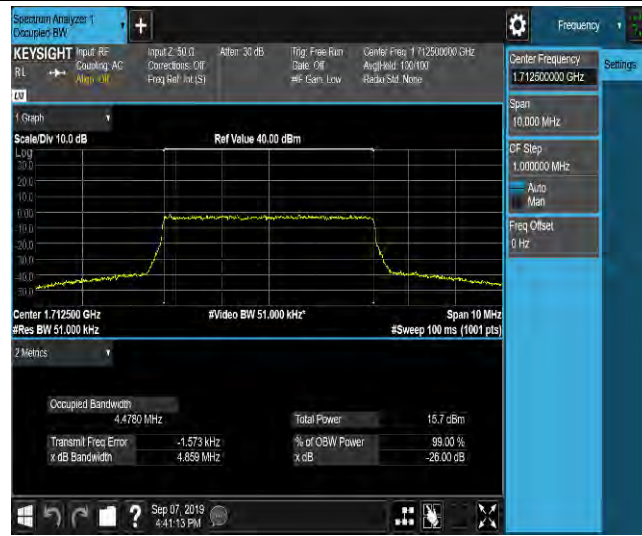 Spectrum Analyzer 1
Occupied BW
Frequency
KEYSIGHT Input: RF
RL
Coupling: AC
Align: Off
Input Z: 50 Ω
Corrections: Off
Freq Ref: Int (S)
Atten: 30 dB
Trig: Free Run
Gate: Off
#IF Gain: Low
Center Freq: 1.712500000 GHz
Avg|Hold: 100/100
Radio Std: None
Center Frequency
1.712500000 GHz
Settings
Span
10.000 MHz
CF Step
1.000000 MHz
Auto
Man
Freq Offset
0 Hz
1 Graph
Scale/Div 10.0 dB
Ref Value 40.00 dBm
Log
30.0
20.0
10.0
0.00
-10.0
-20.0
-30.0
-40.0
-50.0
Center 1.712500 GHz
#Video BW 51.000 kHz*
Span 10 MHz
#Res BW 51.000 kHz
#Sweep 100 ms (1001 pts)
2 Metrics
Occupied Bandwidth
4.4780 MHz
Total Power 15.7 dBm
Transmit Freq Error -1.573 kHz
% of OBW Power 99.00 %
x dB Bandwidth 4.859 MHz
x dB -26.00 dB
?
Sep 07, 2019
4:41:13 PM